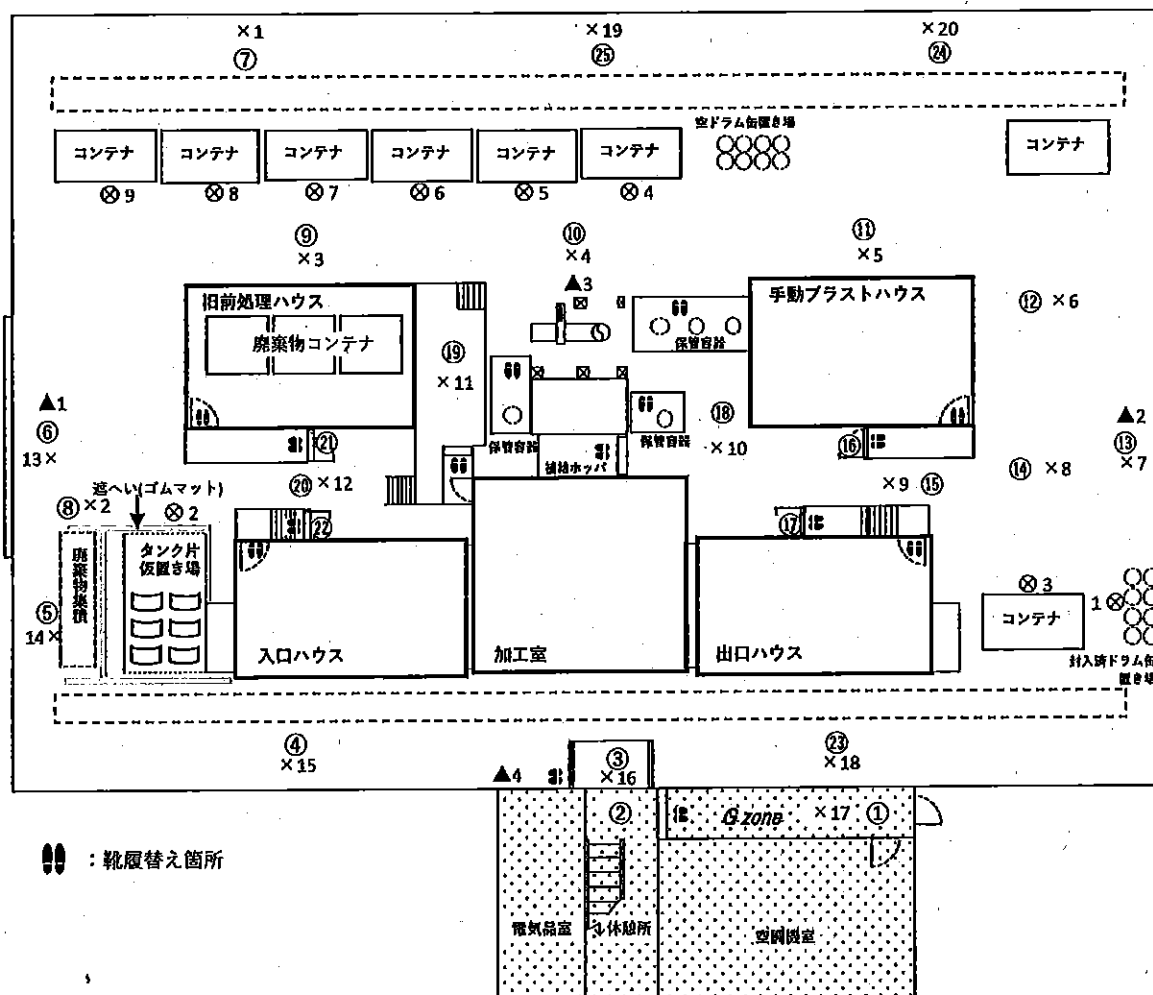 ×1
×19
×20
⑦
㉕
㉔
空ドラム缶置き場
コンテナ
コンテナ
コンテナ
コンテナ
コンテナ
コンテナ
コンテナ
⊗9
⊗8
⊗7
⊗6
⊗5
⊗4
⑨
×3
⑩
×4
▲3
⑪
×5
⑫ ×6
旧前処理ハウス
廃棄物コンテナ
手動ブラストハウス
保管容器
⑲
×11
⑱
×10
保管容器
保管容器
▲1
⑥
13×
▲2
⑬
×7
⑭ ×8
㉑
⑯
⑳ ×12
×9 ⑮
遮へい(ゴムマット)
⑧ ×2
⊗2
㉒
⑰
廃棄物集積
タンク片
仮置き場
⑤
14×
入口ハウス
加工室
出口ハウス
⊗3
コンテナ
1⊗
封入済ドラム缶
置き場
④
×15
▲4
③
×16
㉓
×18
②
G zone
×17 ①
:靴履替え箇所
電気品室
休憩所